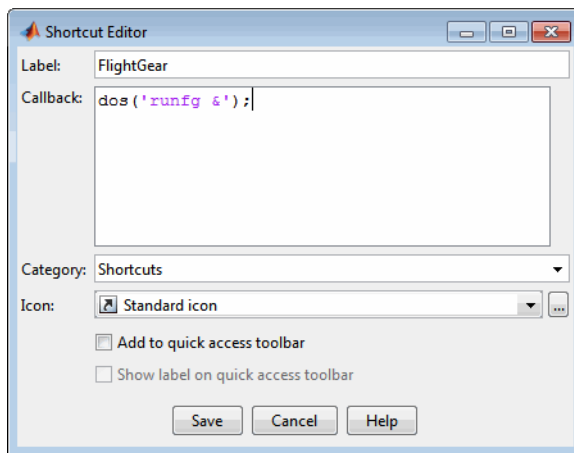 Shortcut Editor
Label: FlightGear
Callback: dos('runfg &');
Category: Shortcuts
Icon: Standard icon ...
Add to quick access toolbar
Show label on quick access toolbar
Save Cancel Help